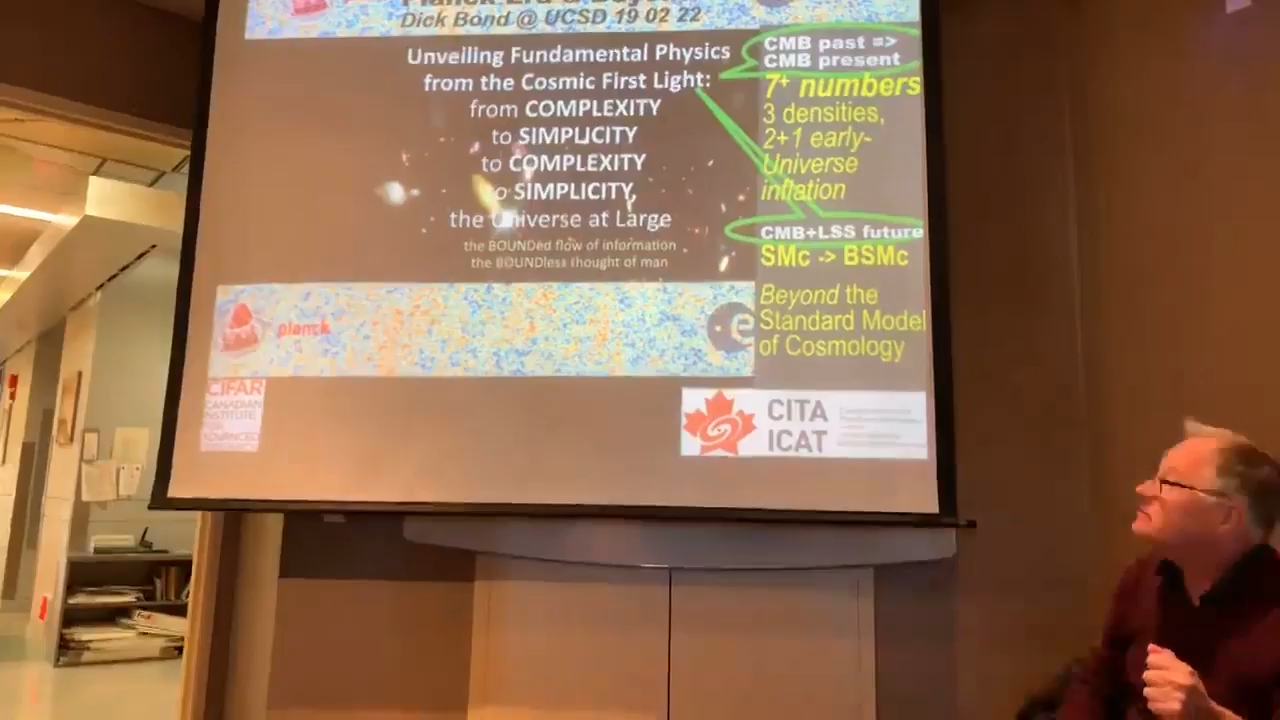 Dick Bond @ UCSD 19 02 22
Unveiling Fundamental Physics
from the Cosmic First Light:
from COMPLEXITY
to SIMPLICITY
to COMPLEXITY
to SIMPLICITY,
the Universe at Large
the BOUNDed flow of information
the BOUNDless thought of man
CMB past =>
CMB present
7+ numbers
3 densities,
2+1 early-
Universe
inflation
CMB+LSS future
SMc -> BSMc
Beyond the
Standard Model
of Cosmology
planck
e
CIFAR
CANADIAN
INSTITUTE
FOR
ADVANCED
CITA
ICAT